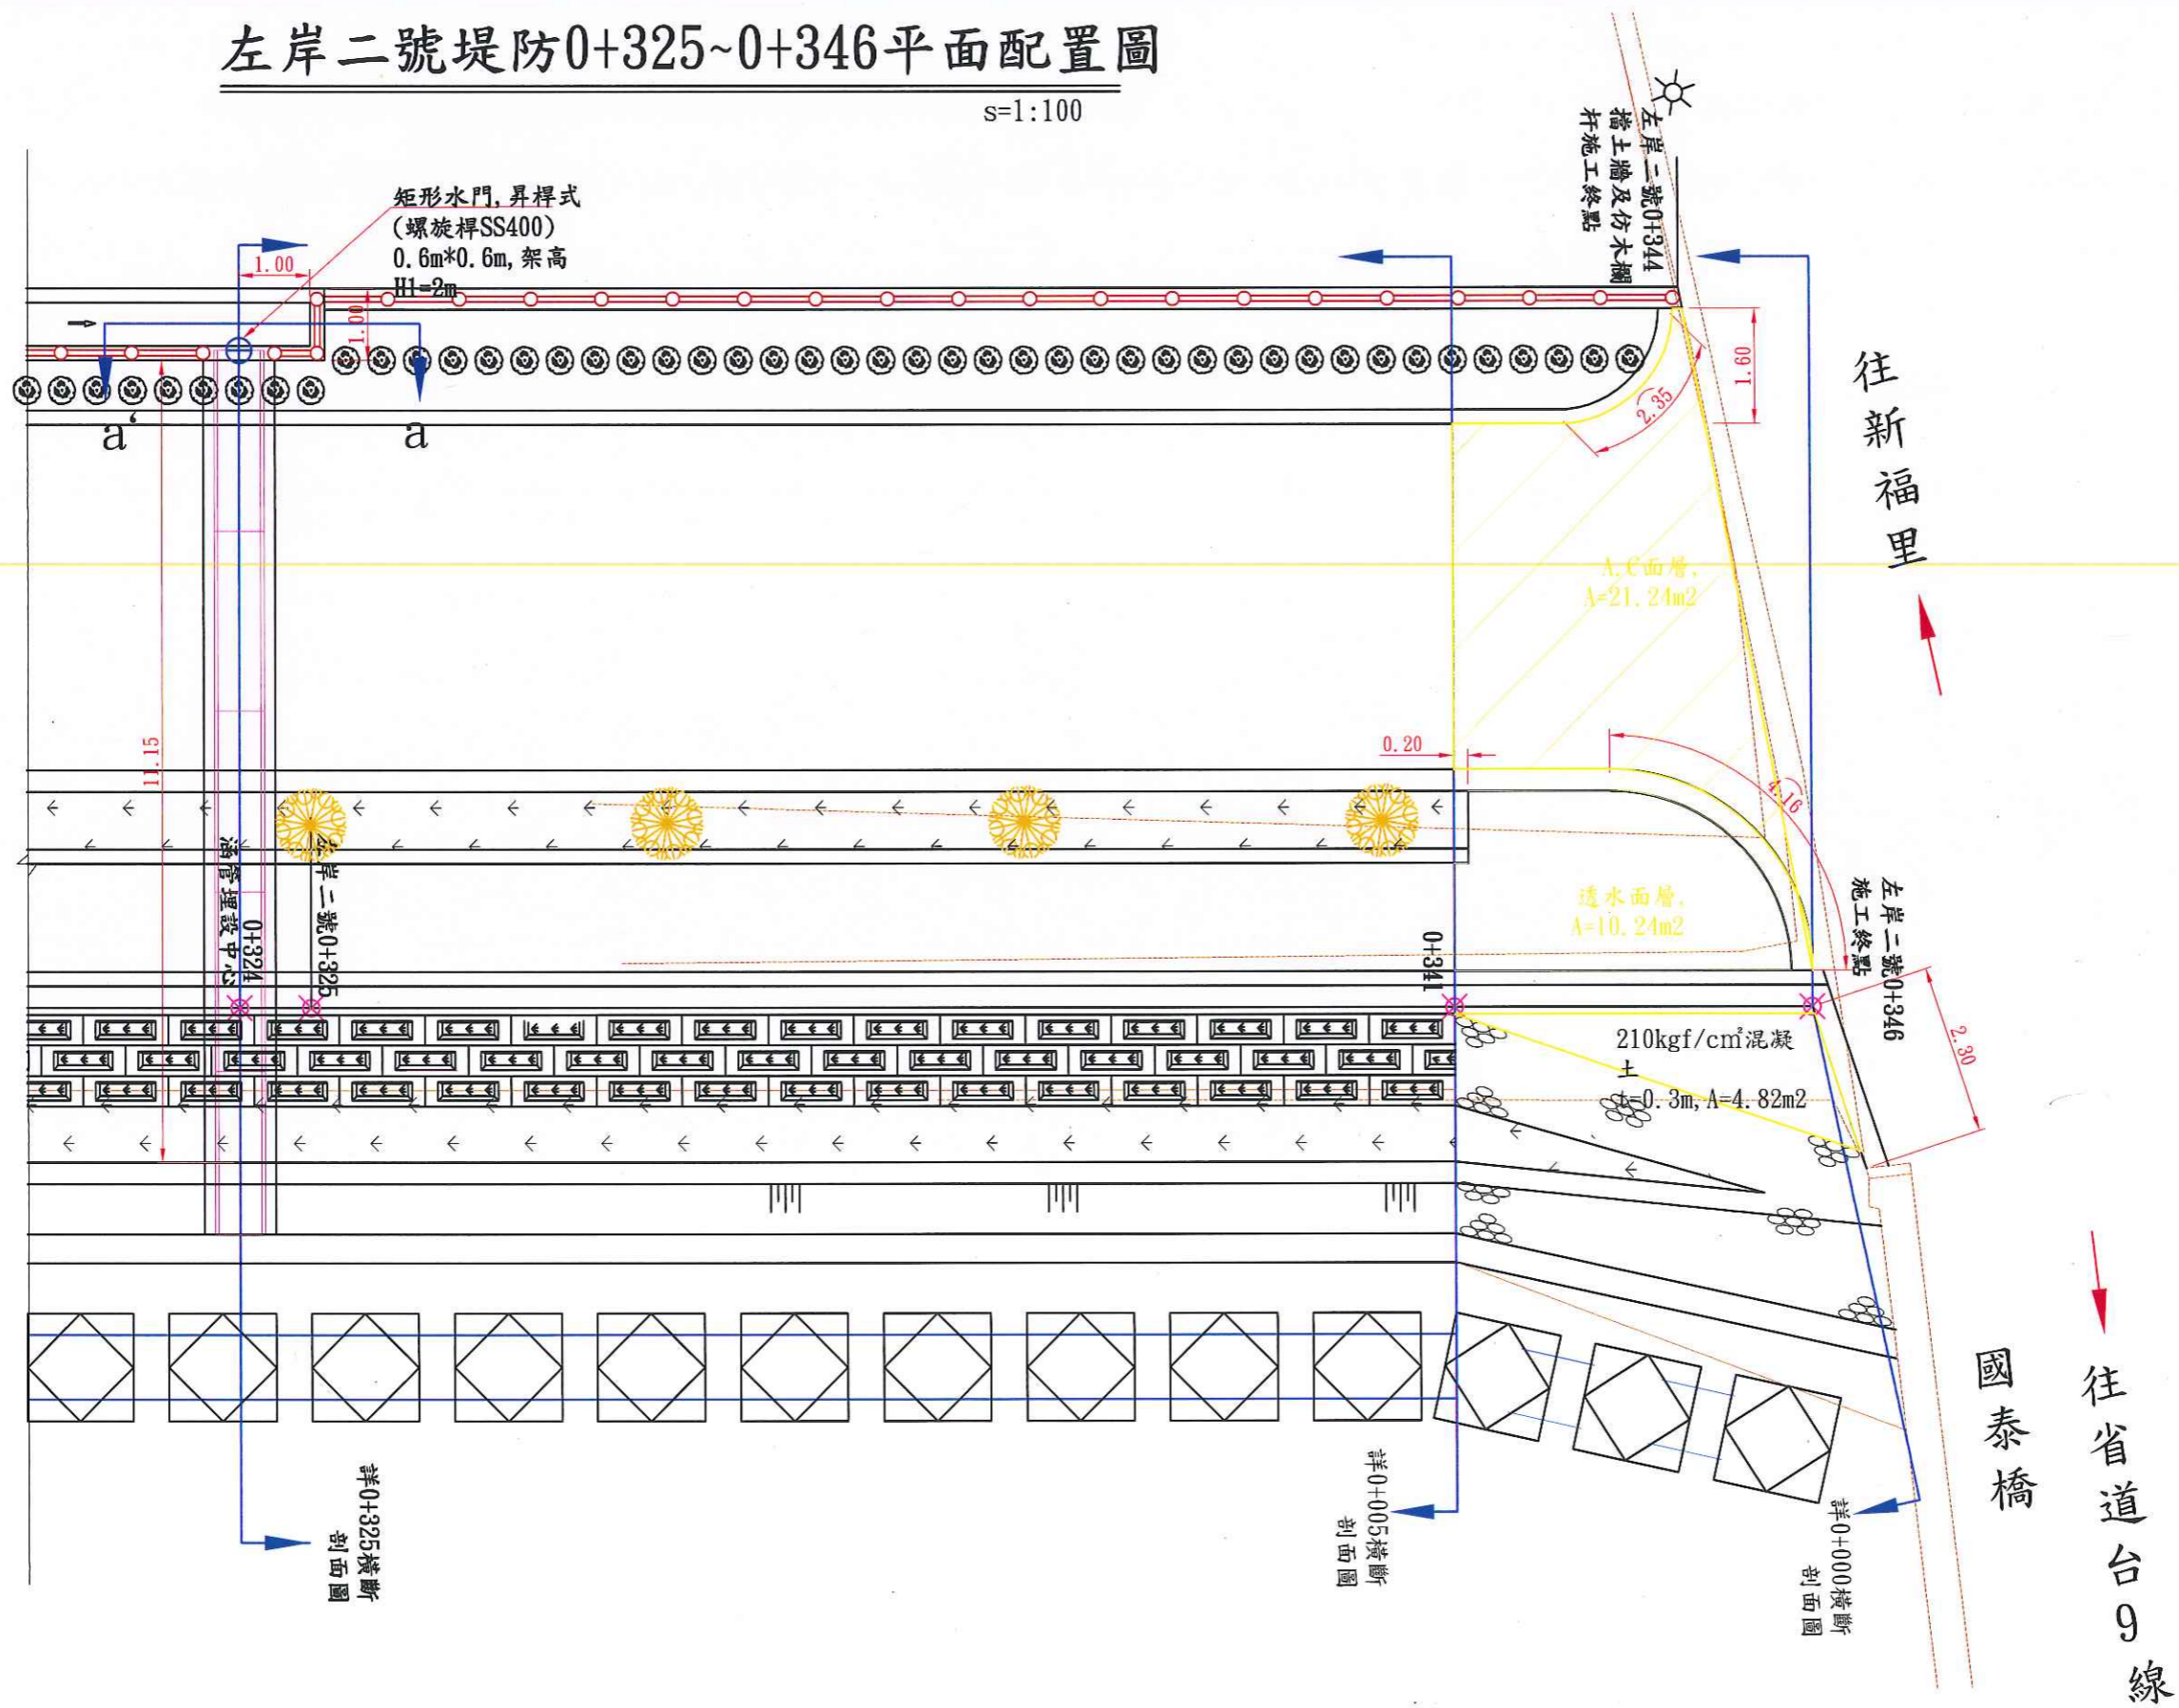 左岸二號堤防0+325~0+346平面配置圖
s=1:100
矩形水門,昇桿式
(螺旋桿SS400)
0.6m*0.6m,架高
H1=2m
1.00
1.00
左岸二號0+344
擋土牆及仿木欄
杆施工終點
1.60
2.35
往新福里
a'
a
A.C面層,
A=21.24m2
11.15
0.20
4.16
透水面層,
A=10.24m2
涵管埋設中心
0+324
左岸二號0+325
0+341
左岸二號0+346
施工終點
2.30
210kgf/c㎡混凝
土
t=0.3m,A=4.82m2
詳0+325橫斷
剖面圖
詳0+005橫斷
剖面圖
詳0+000橫斷
剖面圖
國泰橋
往省道台9線